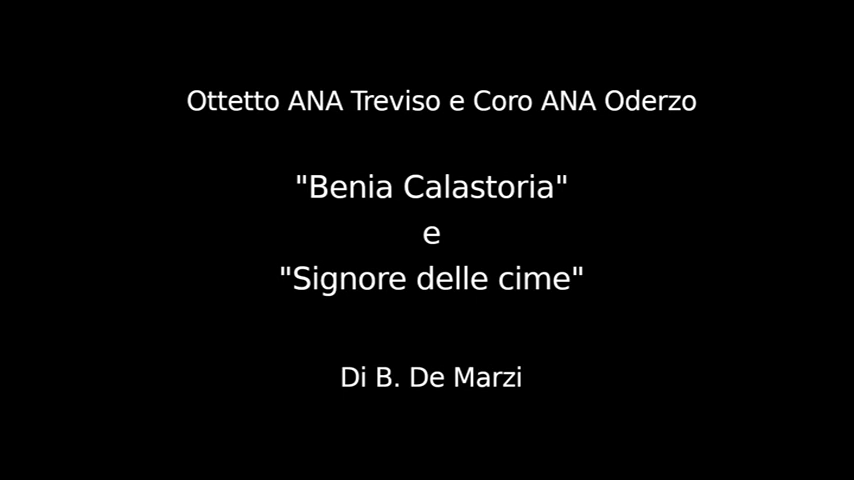 Ottetto ANA Treviso e Coro ANA Oderzo
"Benia Calastoria"
e
"Signore delle cime"
Di B. De Marzi